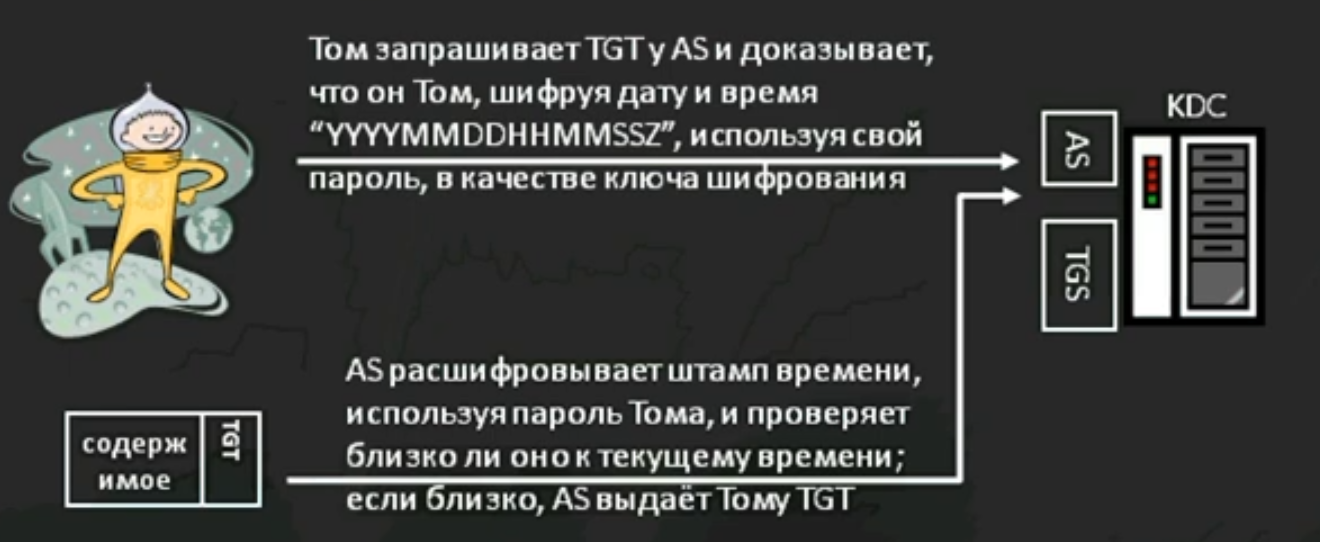 Том запрашивает TGT у AS и доказывает,
что он Том, шифруя дату и время
“YYYYMMDDHHMMSSZ”, используя свой
пароль, в качестве ключа шифрования
KDC
AS
TGS
AS расшифровывает штамп времени,
используя пароль Тома, и проверяет
близко ли оно к текущему времени;
если близко, AS выдаёт Тому TGT
содерж
имое
TGT